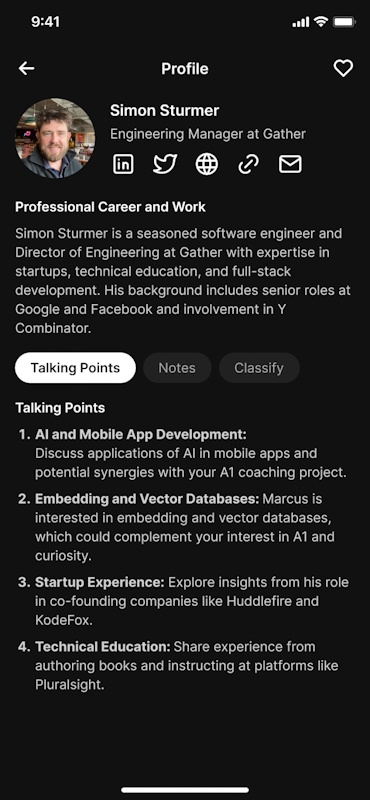 9:41
Profile
Simon Sturmer
Engineering Manager at Gather
in
Professional Career and Work
Simon Sturmer is a seasoned software engineer and
Director of Engineering at Gather with expertise in
startups, technical education, and full-stack
development. His background includes senior roles at
Google and Facebook and involvement in Y
Combinator.
Talking Points
Notes
Classify
Talking Points
1. AI and Mobile App Development:
Discuss applications of AI in mobile apps and
potential synergies with your A1 coaching project.
2. Embedding and Vector Databases: Marcus is
interested in embedding and vector databases,
which could complement your interest in A1 and
curiosity.
3. Startup Experience: Explore insights from his role
in co-founding companies like Huddlefire and
KodeFox.
4. Technical Education: Share experience from
authoring books and instructing at platforms like
Pluralsight.